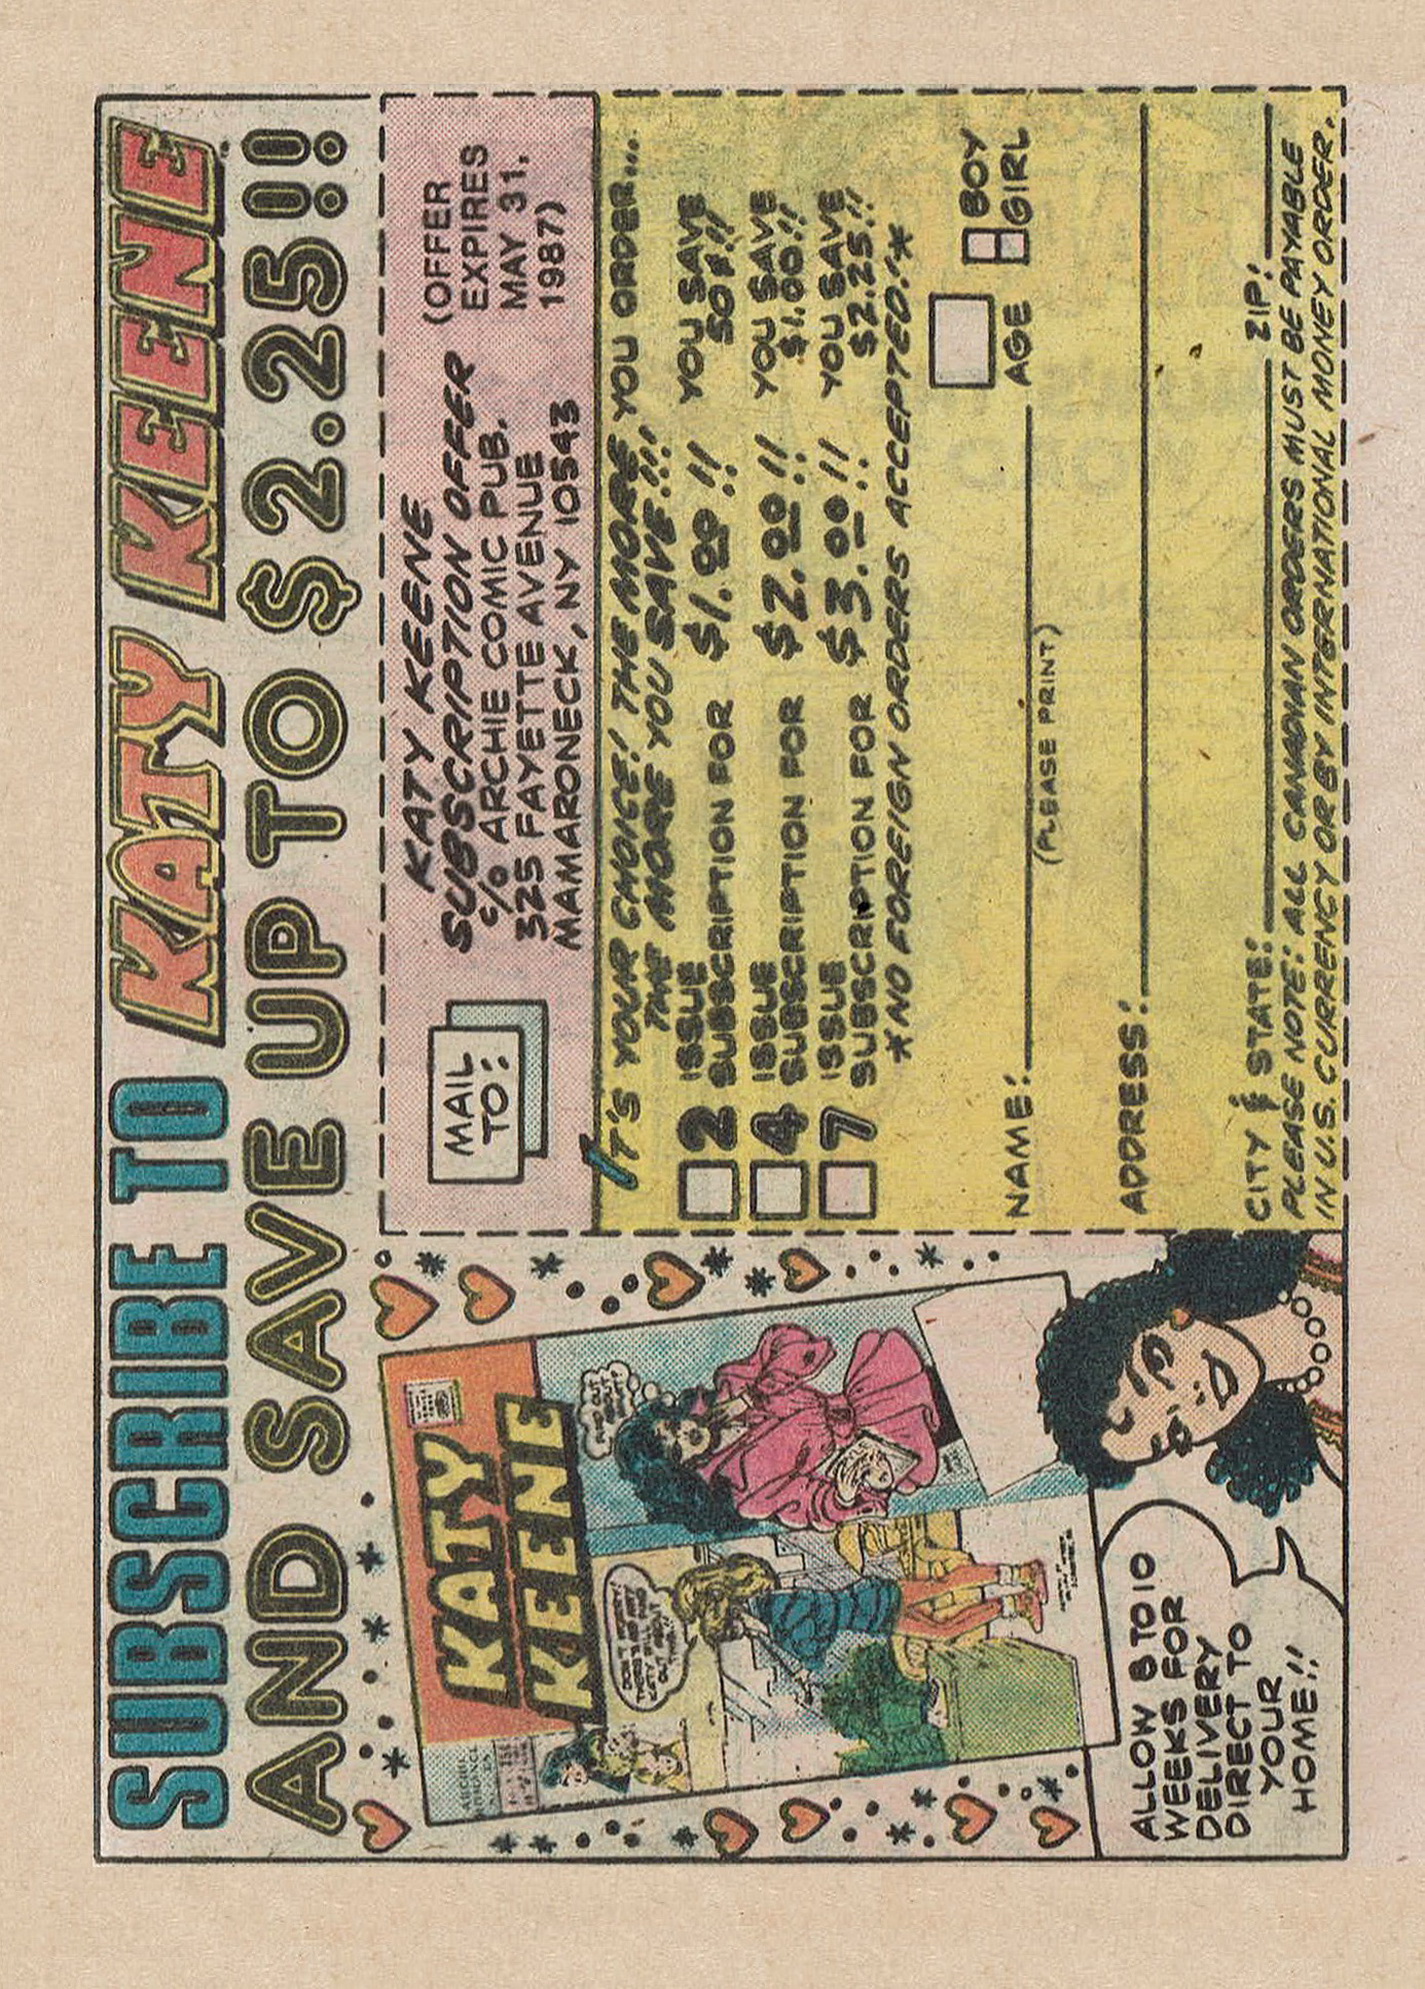 SUBSCRIBE TO KATY KEENE
AND SAVE UP TO $2.25!!
MAIL
TO:
KATY KEENE
SUBSCRIPTION OFFER
c/o ARCHIE COMIC PUB.
325 FAYETTE AVENUE
MAMARONECK, NY 10543
(OFFER
EXPIRES
MAY 31,
1987)
IT'S YOUR CHOICE! THE MORE YOU ORDER...
THE MORE YOU SAVE!!!
2 ISSUE
SUBSCRIPTION FOR $1.00!! YOU SAVE
50¢!!
4 ISSUE
SUBSCRIPTION FOR $2.00!! YOU SAVE
$1.00!!
7 ISSUE
SUBSCRIPTION FOR $3.00!! YOU SAVE
$2.25!!
*NO FOREIGN ORDERS ACCEPTED!*
NAME:
(PLEASE PRINT)
AGE
BOY
GIRL
ADDRESS:
CITY & STATE: ZIP:
PLEASE NOTE: ALL CANADIAN ORDERS MUST BE PAYABLE
IN U.S. CURRENCY OR BY INTERNATIONAL MONEY ORDER.
KATY
KEENE
ALLOW 8 TO 10
WEEKS FOR
DELIVERY
DIRECT TO
YOUR
HOME!!